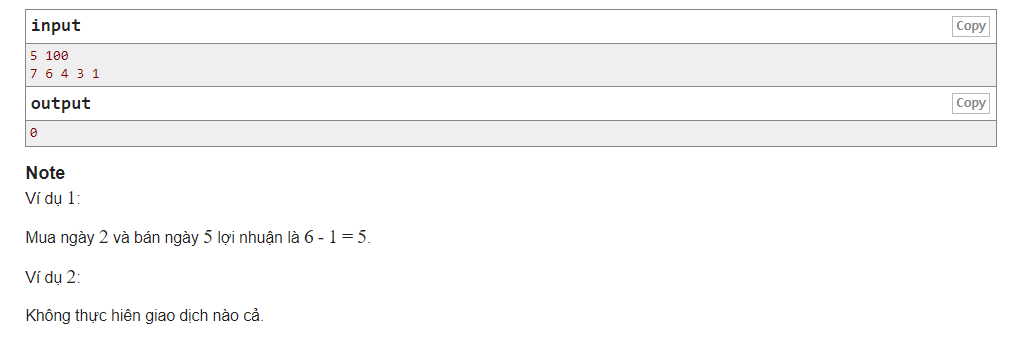 input
Copy
5 100
7 6 4 3 1
output
Copy
0
Note
Ví dụ 1:
Mua ngày 2 và bán ngày 5 lợi nhuận là 6 - 1 = 5.
Ví dụ 2:
Không thực hiện giao dịch nào cả.